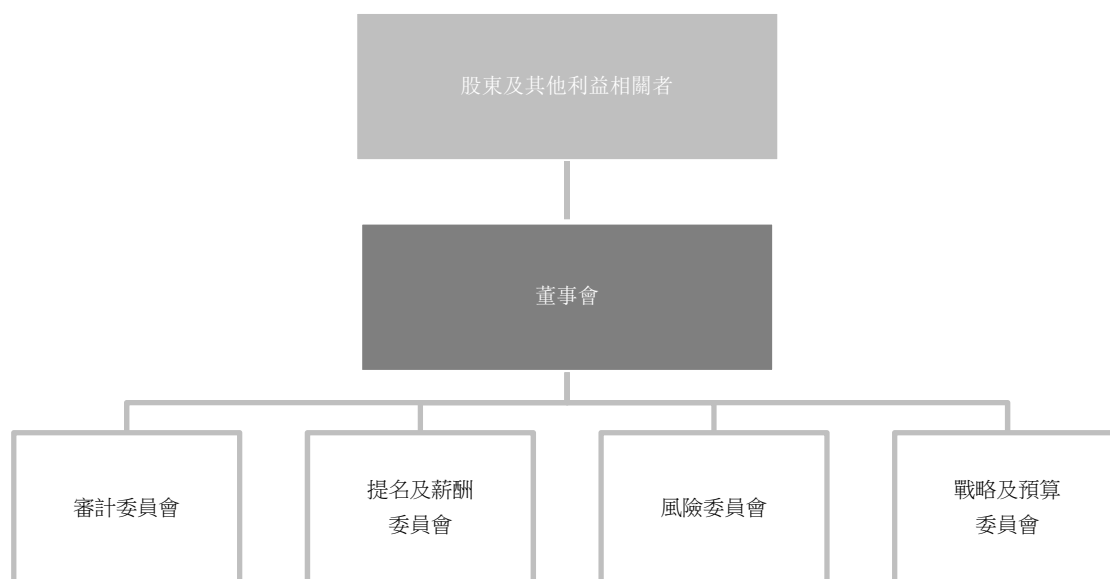 股東及其他利益相關者
董事會
審計委員會
提名及薪酬
委員會
風險委員會
戰略及預算
委員會